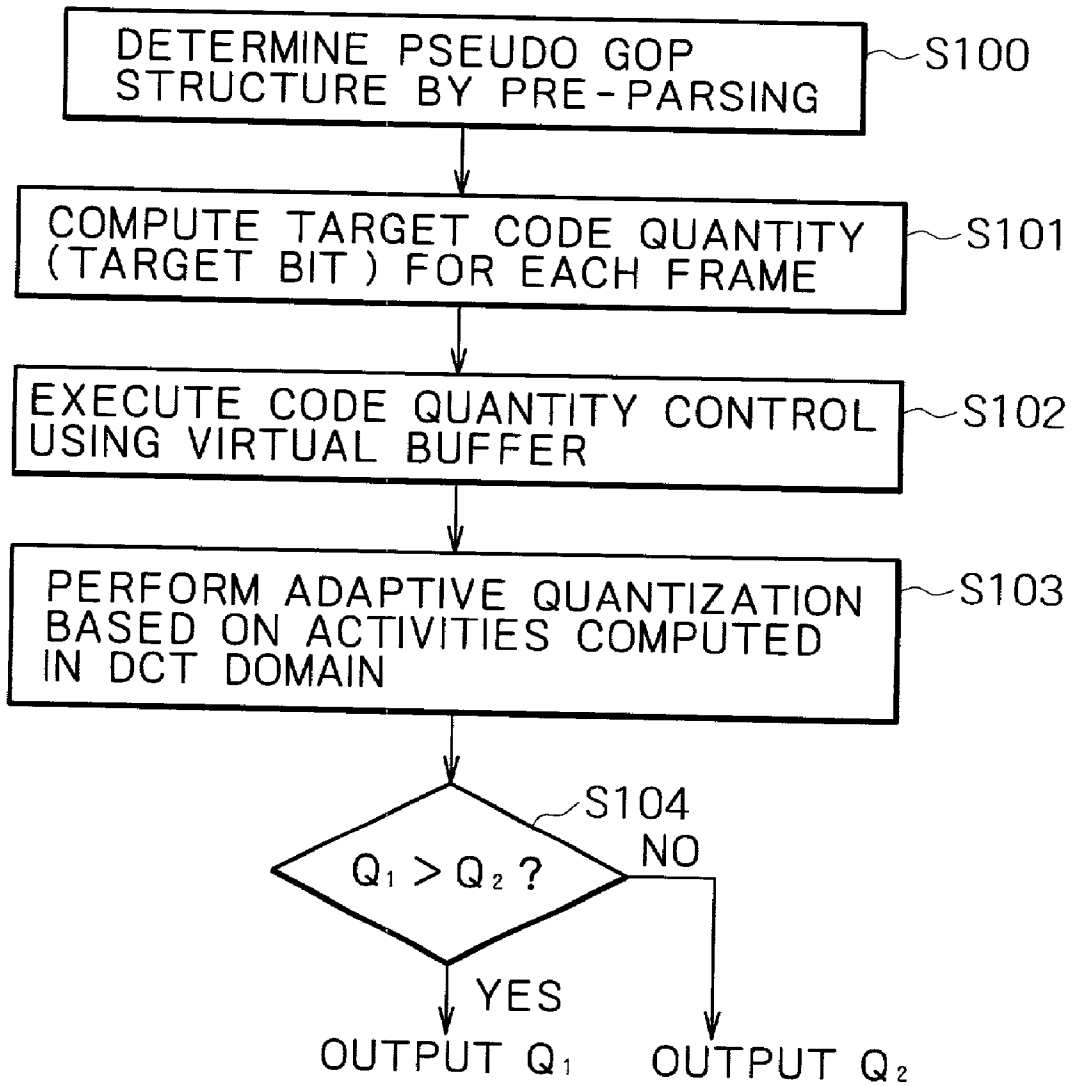 DETERMINE PSEUDO GOP
STRUCTURE BY PRE-PARSING
S100
COMPUTE TARGET CODE QUANTITY
(TARGET BIT) FOR EACH FRAME
S101
EXECUTE CODE QUANTITY CONTROL
USING VIRTUAL BUFFER
S102
PERFORM ADAPTIVE QUANTIZATION
BASED ON ACTIVITIES COMPUTED
IN DCT DOMAIN
S103
S104
Q₁ > Q₂ ?
NO
YES
OUTPUT Q₁
OUTPUT Q₂